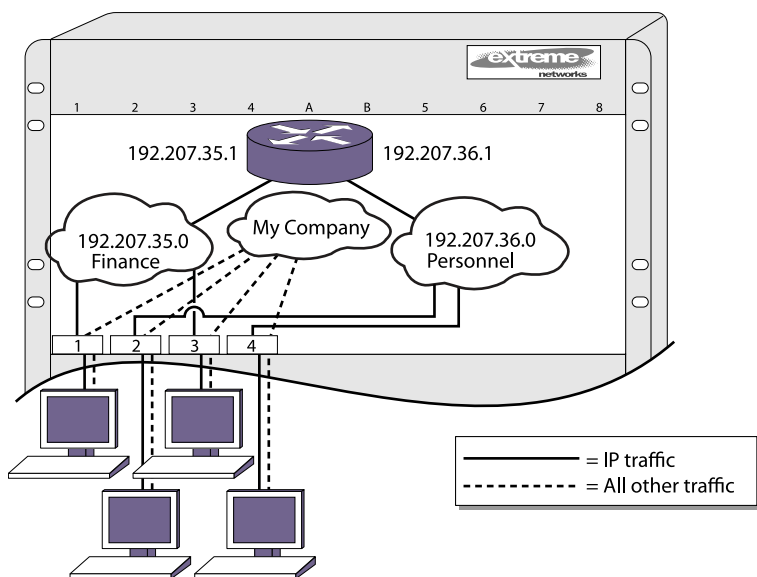 extreme
networks
1 2 3 4 A B 5 6 7 8
192.207.35.1
192.207.36.1
My Company
192.207.35.0
Finance
192.207.36.0
Personnel
1 2 3 4
= IP traffic
= All other traffic